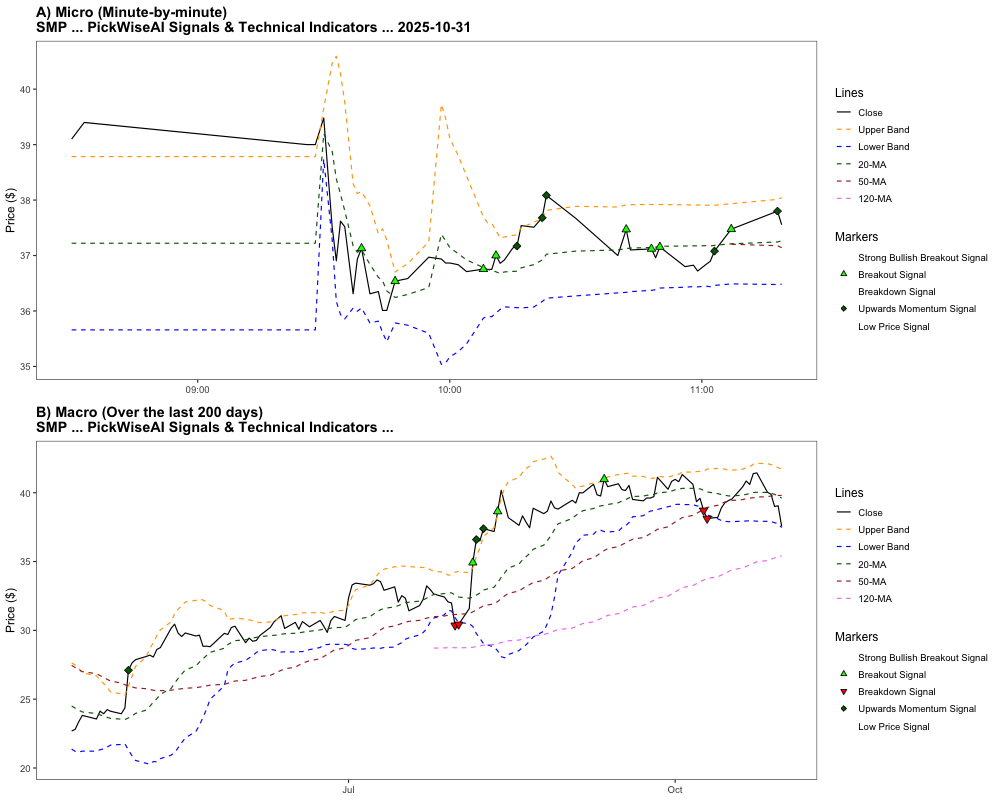 A) Micro (Minute-by-minute)
SMP ... PickWiseAI Signals & Technical Indicators ... 2025-10-31
Price ($)
40
39
38
37
36
35
09:00
10:00
11:00
Lines
Close
Upper Band
Lower Band
20-MA
50-MA
120-MA
Markers
Strong Bullish Breakout Signal
Breakout Signal
Breakdown Signal
Upwards Momentum Signal
Low Price Signal
B) Macro (Over the last 200 days)
SMP ... PickWiseAI Signals & Technical Indicators ...
Price ($)
40
35
30
25
20
Jul
Oct
Lines
Close
Upper Band
Lower Band
20-MA
50-MA
120-MA
Markers
Strong Bullish Breakout Signal
Breakout Signal
Breakdown Signal
Upwards Momentum Signal
Low Price Signal